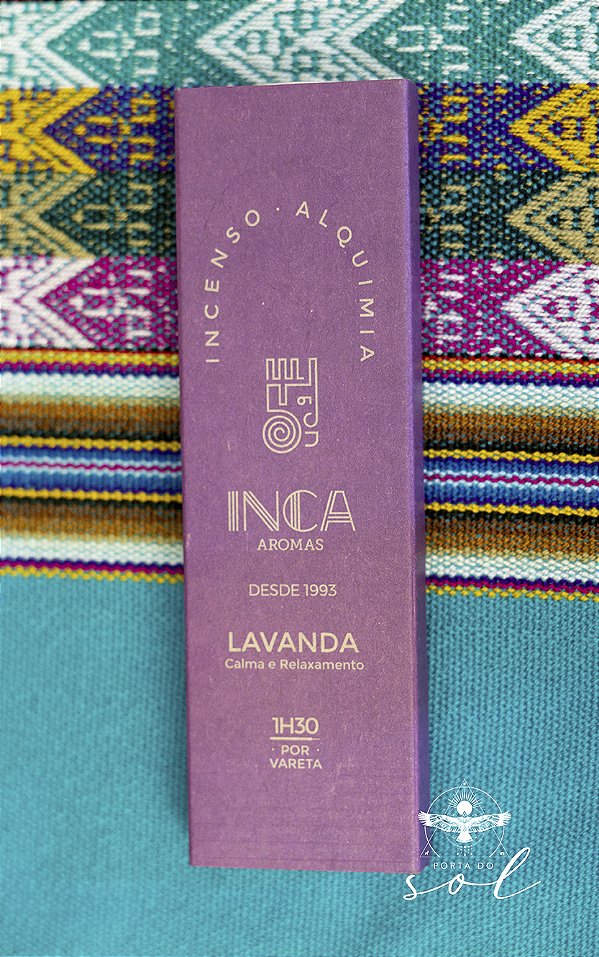 INCENSO · ALQUIMIA
INCA
AROMAS
DESDE 1993
LAVANDA
Calma e Relaxamento
1H30
· POR ·
VARETA
PORTA DO
sol